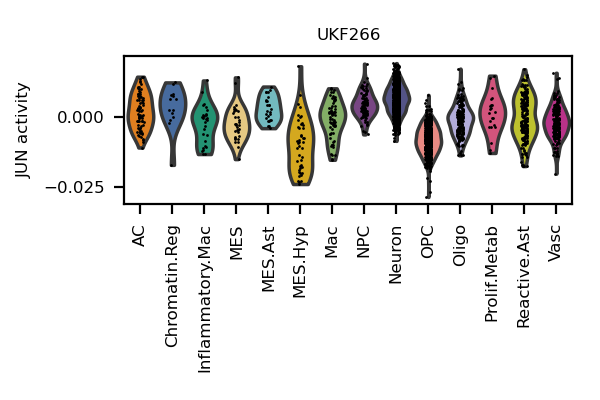 UKF266
JUN activity
0.000
−0.025
AC
Chromatin.Reg
Inflammatory.Mac
MES
MES.Ast
MES.Hyp
Mac
NPC
Neuron
OPC
Oligo
Prolif.Metab
Reactive.Ast
Vasc